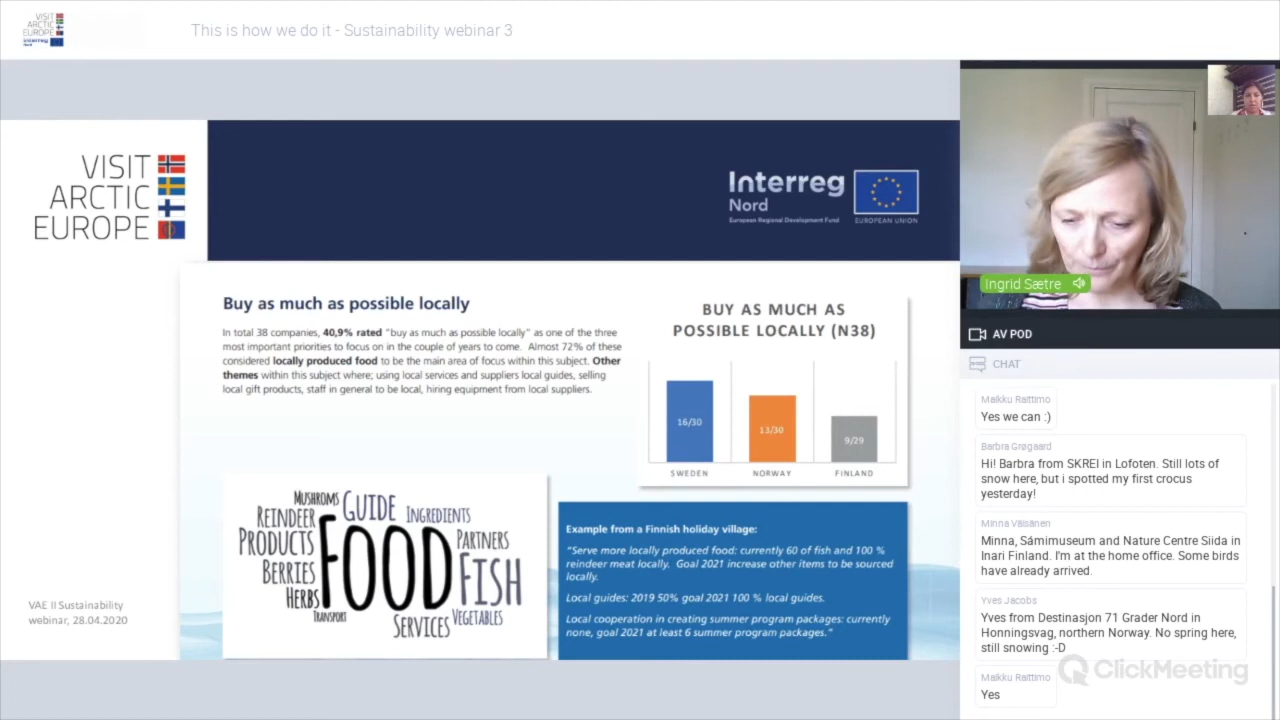 VISIT
ARCTIC
EUROPE
Interreg
Nord
This is how we do it - Sustainability webinar 3
VISIT
ARCTIC
EUROPE
Interreg
Nord
European Regional Development Fund
EUROPEAN UNION
Buy as much as possible locally
In total 38 companies, 40,9% rated "buy as much as possible locally" as one of the three
most important priorities to focus on in the couple of years to come. Almost 72% of these
considered locally produced food to be the main area of focus within this subject. Other
themes within this subject where; using local services and suppliers local guides, selling
local gift products, staff in general to be local, hiring equipment from local suppliers.
BUY AS MUCH AS
POSSIBLE LOCALLY (N38)
16/30
13/30
9/29
SWEDEN
NORWAY
FINLAND
MUSHROMS
GUIDE
REINDEER
INGREDIENTS
PRODUCTS
PARTNERS
BERRIES
FOOD
FISH
HERBS
TRANSPORT
SERVICES
VEGETABLES
Example from a Finnish holiday village:
"Serve more locally produced food: currently 60 of fish and 100 %
reindeer meat locally. Goal 2021 increase other items to be sourced
locally.
Local guides: 2019 50% goal 2021 100 % local guides.
Local cooperation in creating summer program packages: currently
none, goal 2021 at least 6 summer program packages."
VAE II Sustainability
webinar, 28.04.2020
Ingrid Sætre
AV POD
CHAT
Maikku Raittimo
Yes we can :)
Barbra Grøgaard
Hi! Barbra from SKREI in Lofoten. Still lots of
snow here, but i spotted my first crocus
yesterday!
Minna Väisänen
Minna, Sámimuseum and Nature Centre Siida in
Inari Finland. I'm at the home office. Some birds
have already arrived.
Yves Jacobs
Yves from Destinasjon 71 Grader Nord in
Honningsvag, northern Norway. No spring here,
still snowing :-D
Maikku Raittimo
Yes
ClickMeeting